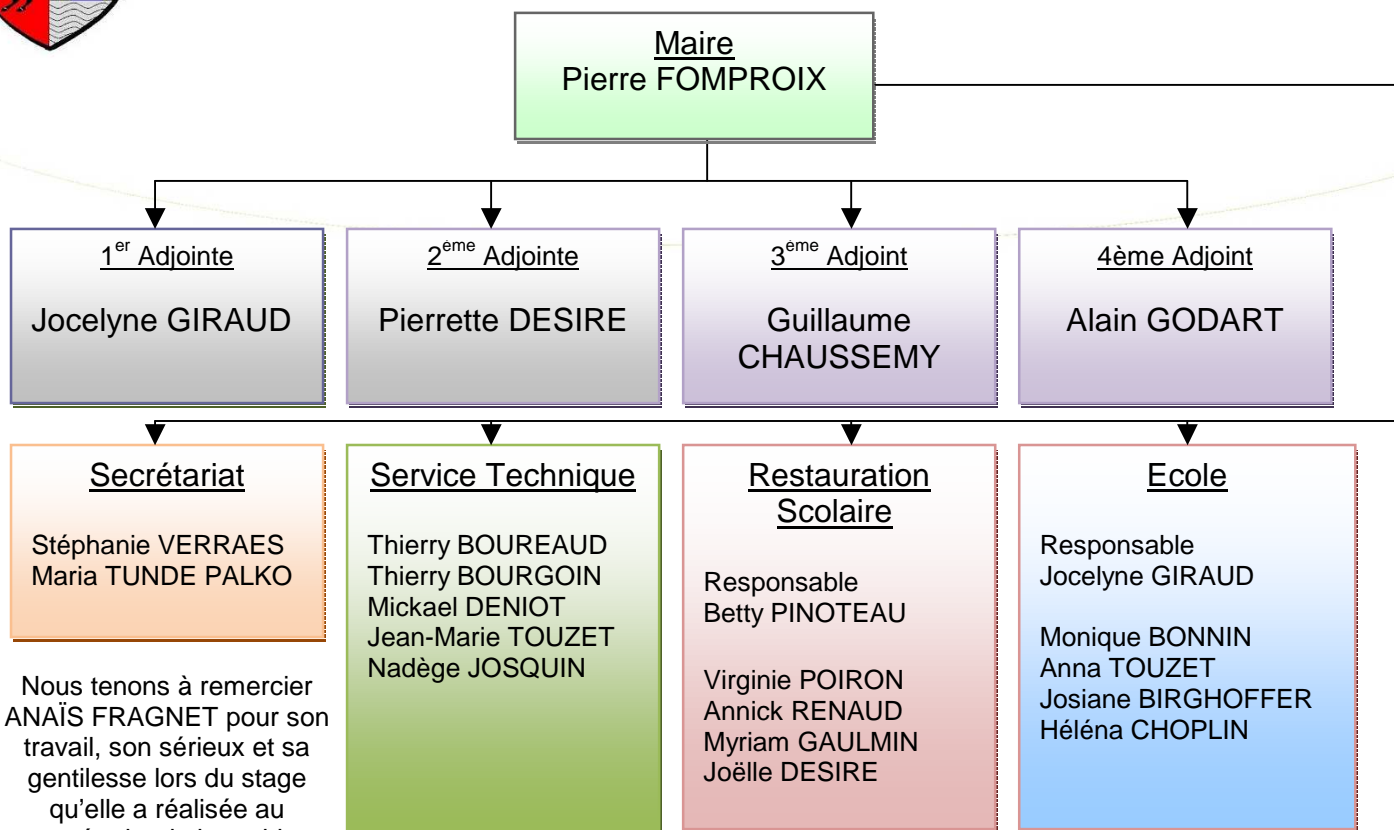 Maire
Pierre FOMPROIX
1er Adjointe
Jocelyne GIRAUD
2ème Adjointe
Pierrette DESIRE
3ème Adjoint
Guillaume
CHAUSSEMY
4ème Adjoint
Alain GODART
Secrétariat
Stéphanie VERRAES
Maria TUNDE PALKO
Service Technique
Thierry BOUREAUD
Thierry BOURGOIN
Mickael DENIOT
Jean-Marie TOUZET
Nadège JOSQUIN
Restauration
Scolaire
Responsable
Betty PINOTEAU
Virginie POIRON
Annick RENAUD
Myriam GAULMIN
Joëlle DESIRE
Ecole
Responsable
Jocelyne GIRAUD
Monique BONNIN
Anna TOUZET
Josiane BIRGHOFFER
Héléna CHOPLIN
Nous tenons à remercier
ANAÏS FRAGNET pour son
travail, son sérieux et sa
gentilesse lors du stage
qu'elle a réalisée au